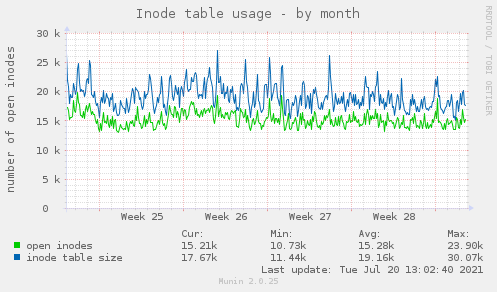 Inode table usage - by month
RRDTOOL / TOBI OETIKER
number of open inodes
30 k
25 k
20 k
15 k
10 k
5 k
0
Week 25 Week 26 Week 27 Week 28
Cur: Min: Avg: Max:
open inodes 15.21k 10.73k 15.28k 23.90k
inode table size 17.67k 11.44k 19.16k 30.07k
Last update: Tue Jul 20 13:02:40 2021
Munin 2.0.25